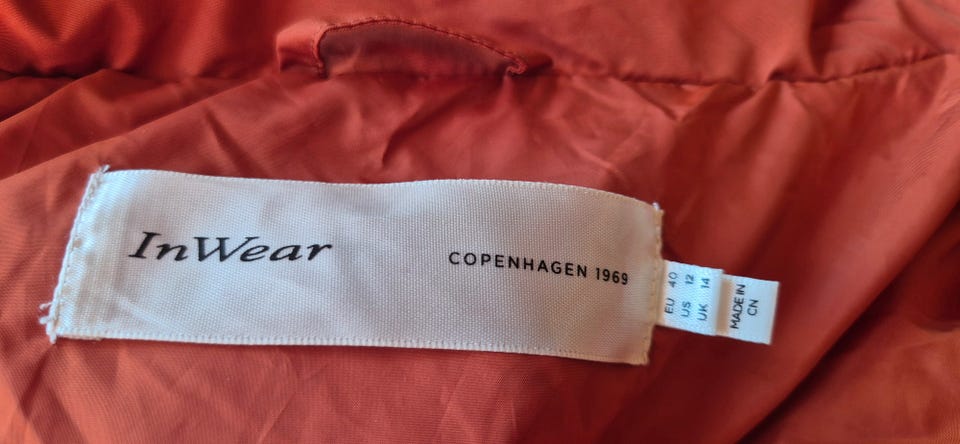 InWear
COPENHAGEN 1969
EU 40
US 12
UK 14
MADE IN
CN